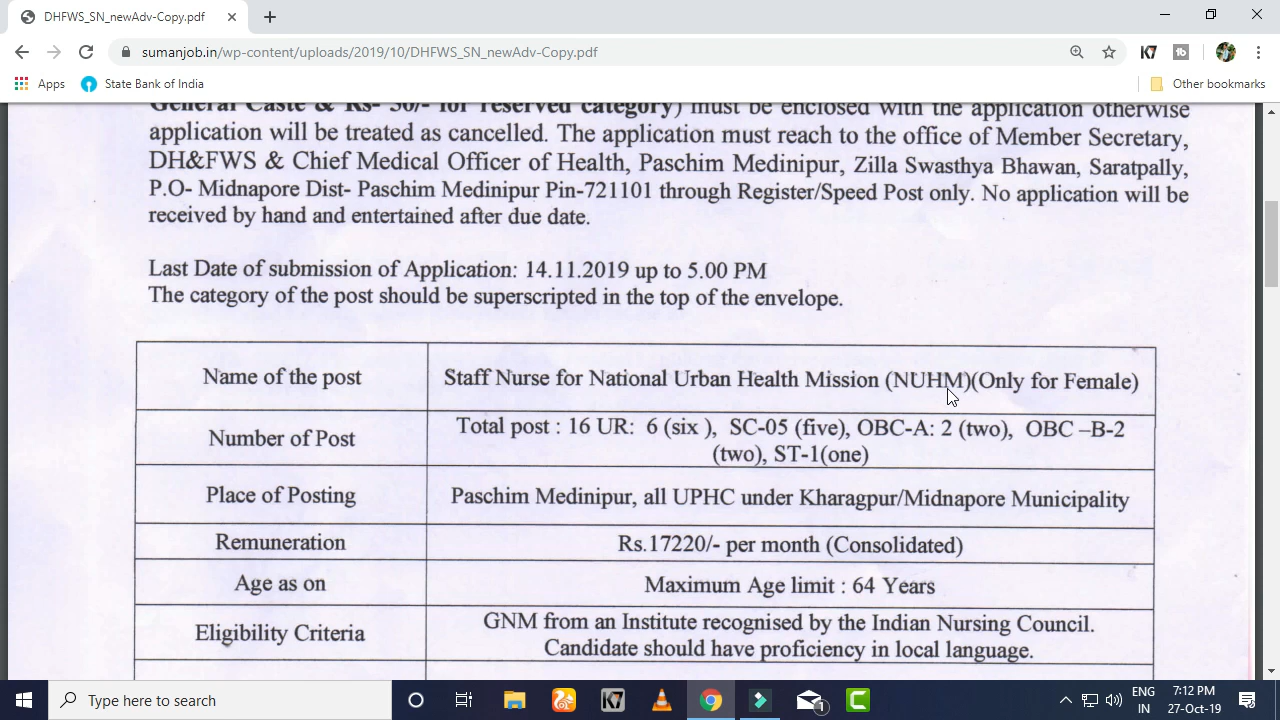 DHFWS_SN_newAdv-Copy.pdf
sumanjob.in/wp-content/uploads/2019/10/DHFWS_SN_newAdv-Copy.pdf
K7
tb
Apps
State Bank of India
Other bookmarks
General Caste & Rs- 50/- for reserved category) must be enclosed with the application otherwise
application will be treated as cancelled. The application must reach to the office of Member Secretary,
DH&FWS & Chief Medical Officer of Health, Paschim Medinipur, Zilla Swasthya Bhawan, Saratpally,
P.O- Midnapore Dist- Paschim Medinipur Pin-721101 through Register/Speed Post only. No application will be
received by hand and entertained after due date.
Last Date of submission of Application: 14.11.2019 up to 5.00 PM
The category of the post should be superscripted in the top of the envelope.
Name of the post
Staff Nurse for National Urban Health Mission (NUHM)(Only for Female)
Number of Post
Total post : 16 UR: 6 (six ), SC-05 (five), OBC-A: 2 (two), OBC –B-2
(two), ST-1(one)
Place of Posting
Paschim Medinipur, all UPHC under Kharagpur/Midnapore Municipality
Remuneration
Rs.17220/- per month (Consolidated)
Age as on
Maximum Age limit : 64 Years
Eligibility Criteria
GNM from an Institute recognised by the Indian Nursing Council.
Candidate should have proficiency in local language.
Type here to search
K7
1
ENG
IN
7:12 PM
27-Oct-19